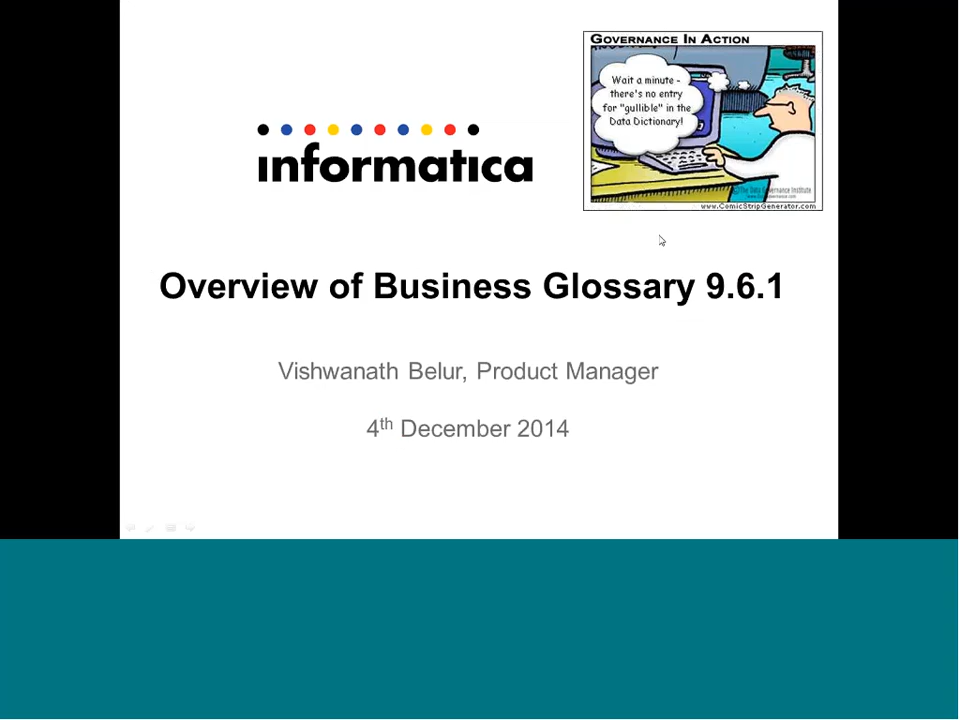 GOVERNANCE IN ACTION
Wait a minute -
there's no entry
for "gullible" in the
Data Dictionary!
www.ComicStripGenerator.com
informatica
Overview of Business Glossary 9.6.1
Vishwanath Belur, Product Manager
4th December 2014